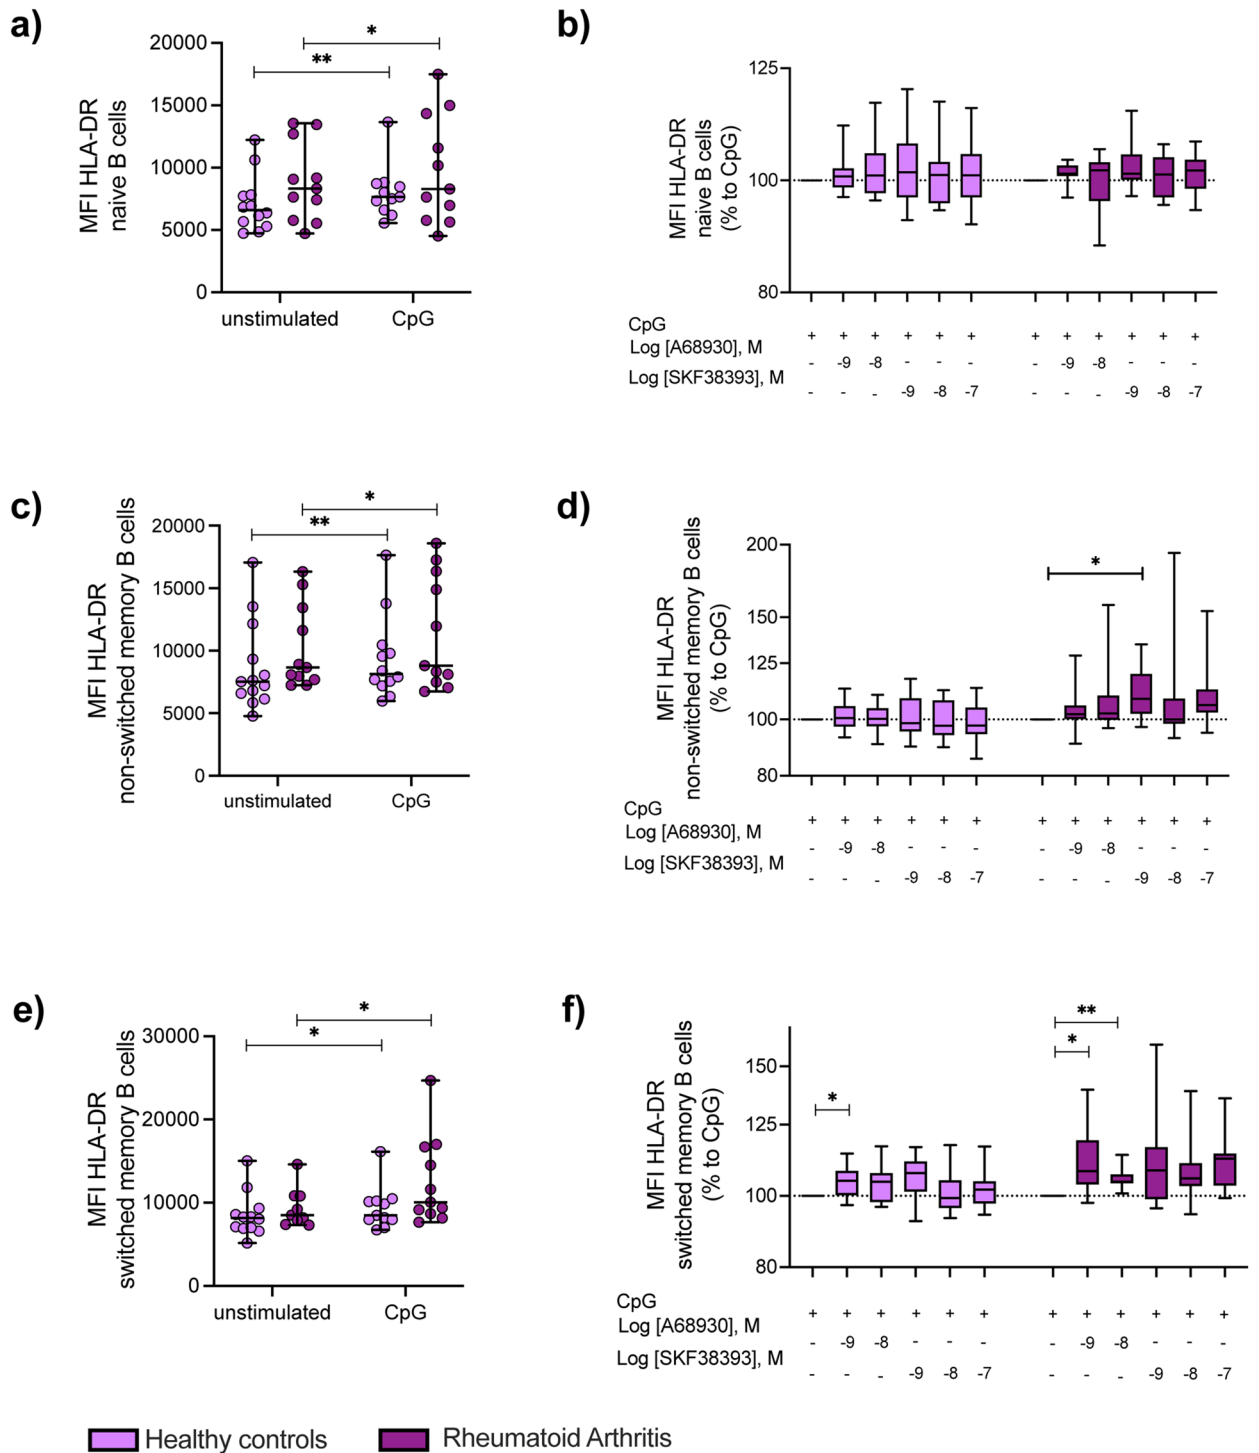 a)
MFI HLA-DR
naive B cells
20000
15000
10000
5000
0
*
**
unstimulated
CpG
b)
MFI HLA-DR
naive B cells
(% to CpG)
125
100
80
CpG + + + + + + + + + + + +
Log [A68930], M - -9 -8 - - - - -9 -8 - - -
Log [SKF38393], M - - - -9 -8 -7 - - - -9 -8 -7
c)
MFI HLA-DR
non-switched memory B cells
20000
15000
10000
5000
0
*
**
unstimulated
CpG
d)
MFI HLA-DR
non-switched memory B cells
(% to CpG)
200
150
125
100
80
*
CpG + + + + + + + + + + + +
Log [A68930], M - -9 -8 - - - - -9 -8 - - -
Log [SKF38393], M - - - -9 -8 -7 - - - -9 -8 -7
e)
MFI HLA-DR
switched memory B cells
30000
20000
10000
0
*
*
unstimulated
CpG
f)
MFI HLA-DR
switched memory B cells
(% to CpG)
150
125
100
80
*
**
*
CpG + + + + + + + + + + + +
Log [A68930], M - -9 -8 - - - - -9 -8 - - -
Log [SKF38393], M - - - -9 -8 -7 - - - -9 -8 -7
Healthy controls
Rheumatoid Arthritis